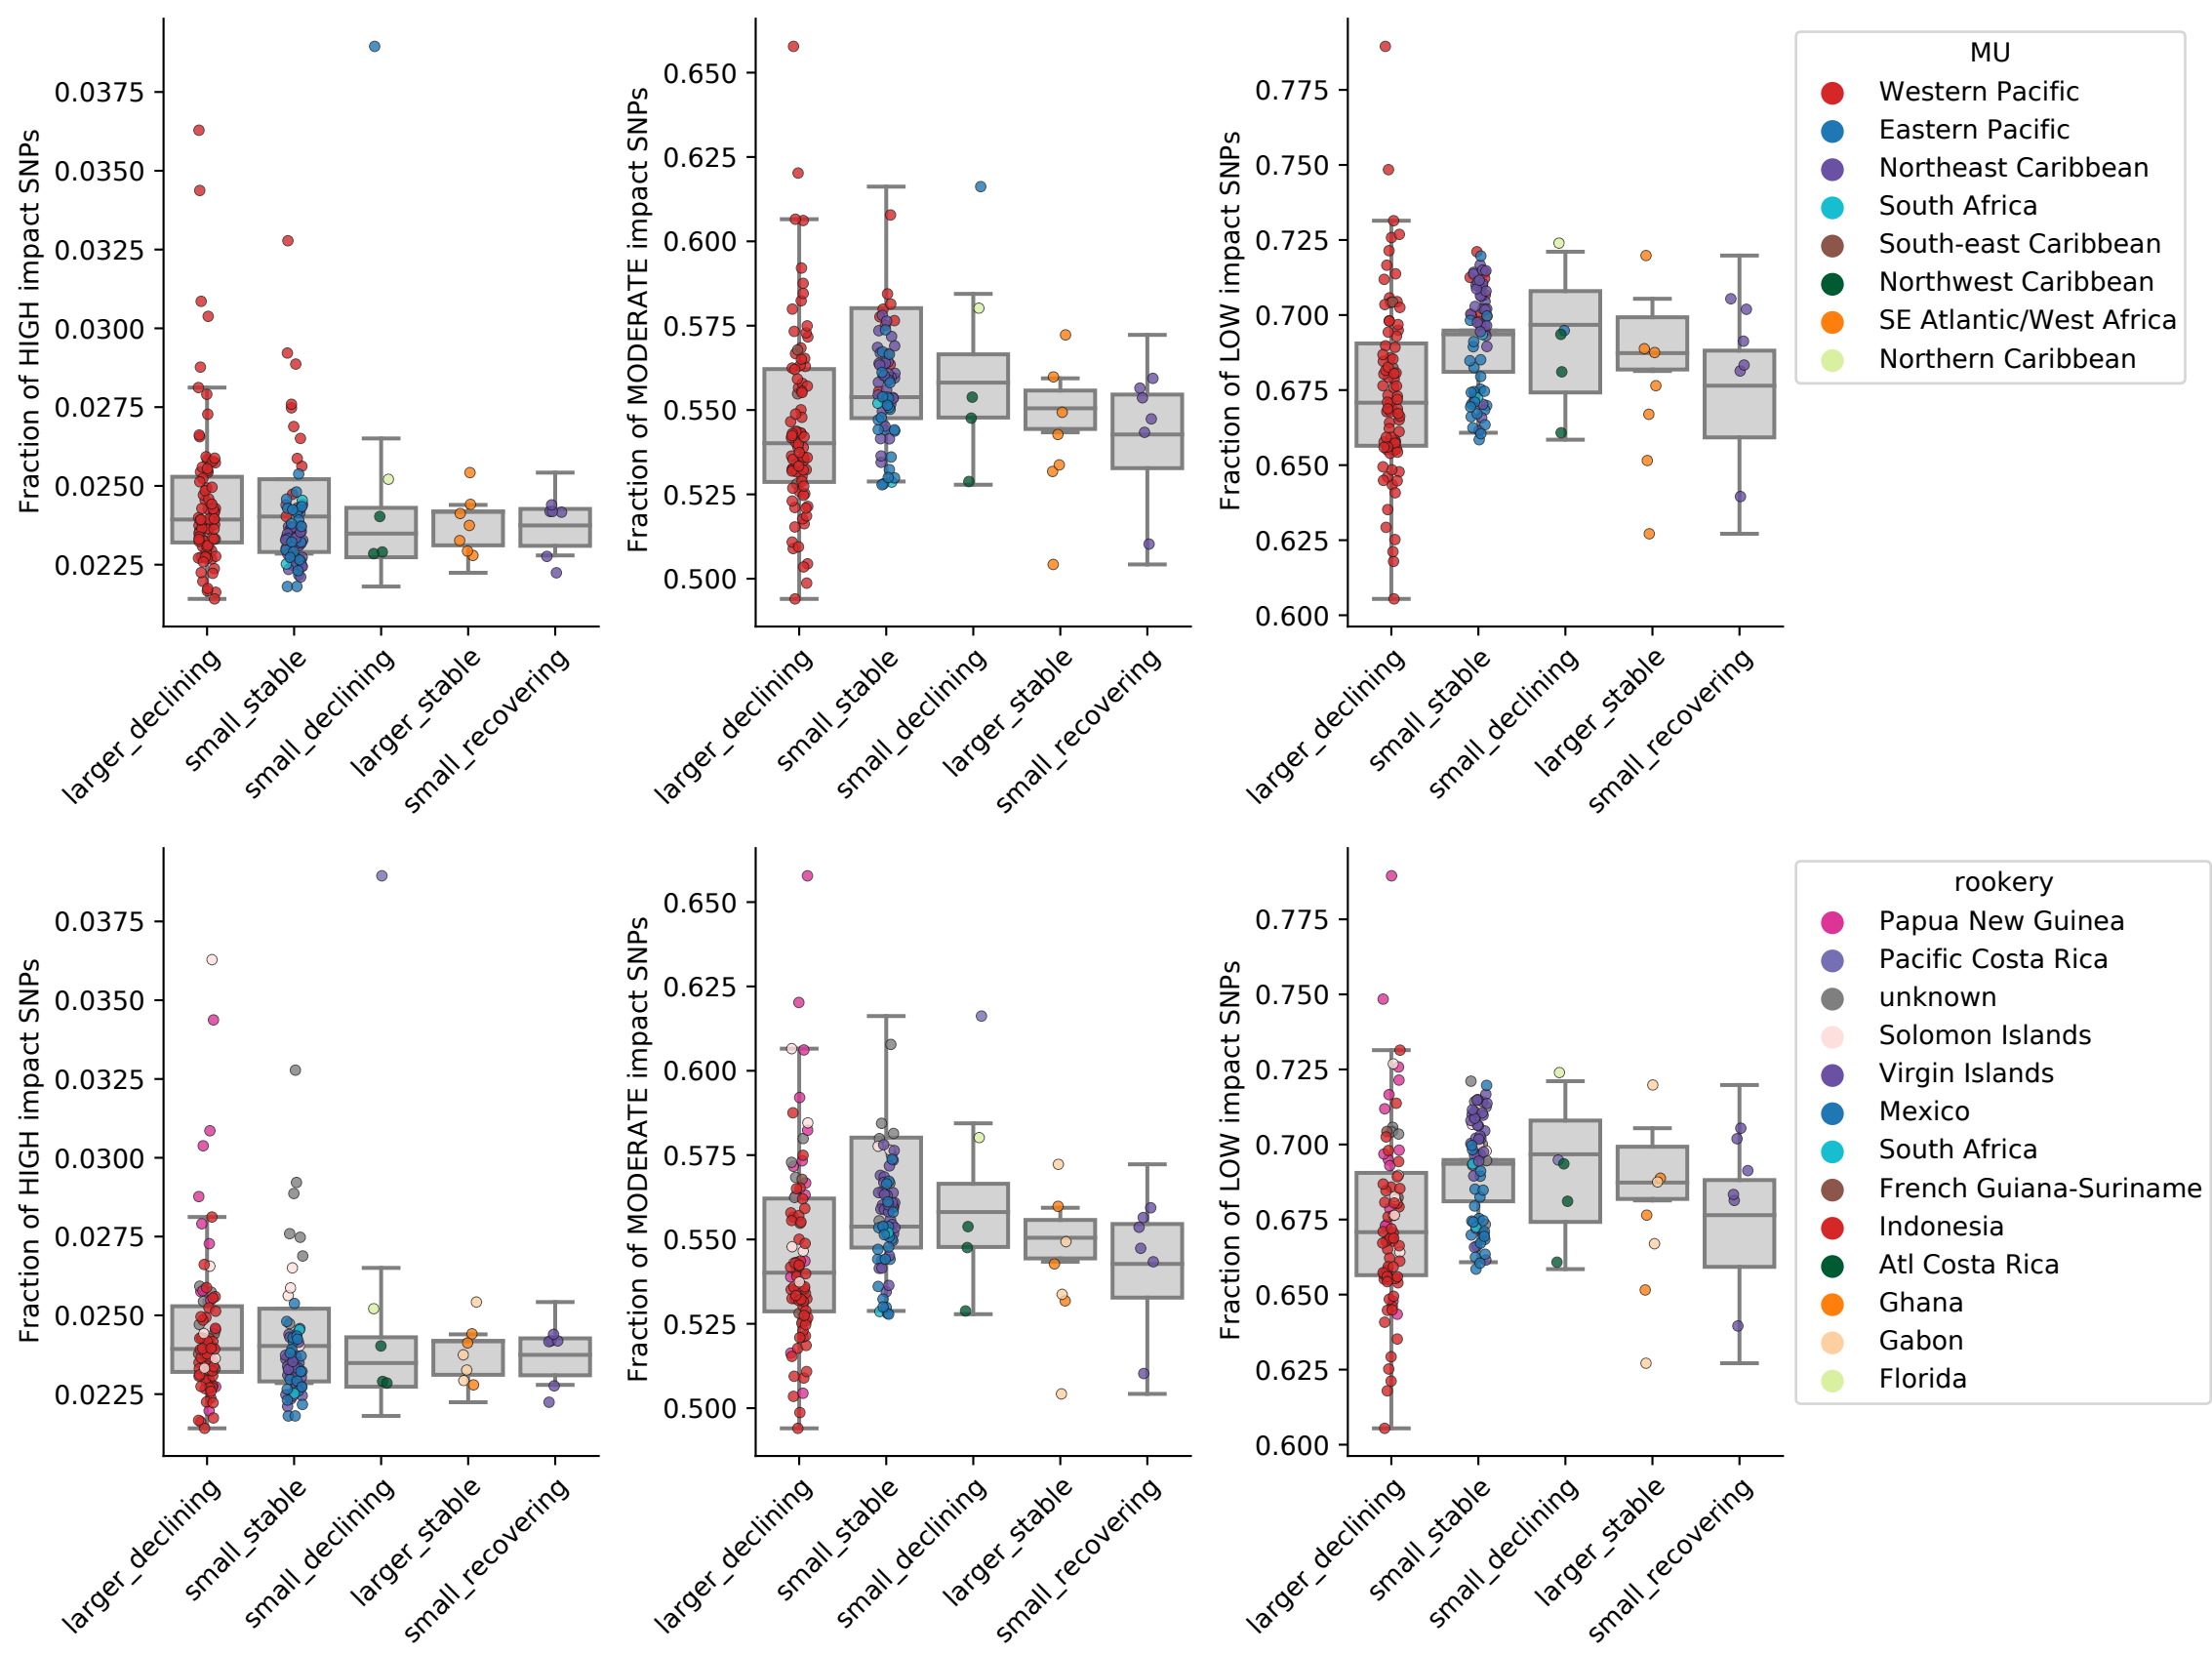 Fraction of HIGH impact SNPs
0.0375
0.0350
0.0325
0.0300
0.0275
0.0250
0.0225
larger_declining
small_stable
small_declining
larger_stable
small_recovering
Fraction of MODERATE impact SNPs
0.650
0.625
0.600
0.575
0.550
0.525
0.500
larger_declining
small_stable
small_declining
larger_stable
small_recovering
Fraction of LOW impact SNPs
0.775
0.750
0.725
0.700
0.675
0.650
0.625
0.600
larger_declining
small_stable
small_declining
larger_stable
small_recovering
MU
Western Pacific
Eastern Pacific
Northeast Caribbean
South Africa
South-east Caribbean
Northwest Caribbean
SE Atlantic/West Africa
Northern Caribbean
Fraction of HIGH impact SNPs
0.0375
0.0350
0.0325
0.0300
0.0275
0.0250
0.0225
larger_declining
small_stable
small_declining
larger_stable
small_recovering
Fraction of MODERATE impact SNPs
0.650
0.625
0.600
0.575
0.550
0.525
0.500
larger_declining
small_stable
small_declining
larger_stable
small_recovering
Fraction of LOW impact SNPs
0.775
0.750
0.725
0.700
0.675
0.650
0.625
0.600
larger_declining
small_stable
small_declining
larger_stable
small_recovering
rookery
Papua New Guinea
Pacific Costa Rica
unknown
Solomon Islands
Virgin Islands
Mexico
South Africa
French Guiana-Suriname
Indonesia
Atl Costa Rica
Ghana
Gabon
Florida